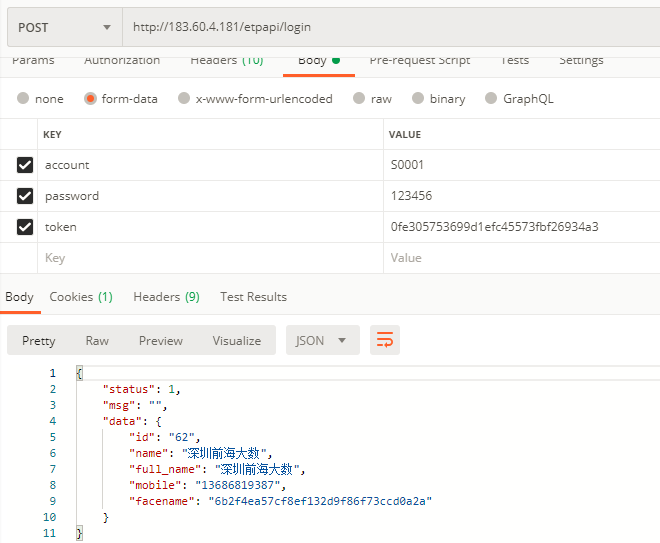 POST http://183.60.4.181/etpapi/login
Params Authorization Headers (10) Body Pre-request Script Tests Settings
none form-data x-www-form-urlencoded raw binary GraphQL
KEY VALUE
account S0001
password 123456
token 0fe305753699d1efc45573fbf26934a3
Key Value
Body Cookies (1) Headers (9) Test Results
Pretty Raw Preview Visualize JSON
1 {
2 "status": 1,
3 "msg": "",
4 "data": {
5 "id": "62",
6 "name": "深圳前海大数",
7 "full_name": "深圳前海大数",
8 "mobile": "13686819387",
9 "facename": "6b2f4ea57cf8ef132d9f86f73ccd0a2a"
10 }
11 }